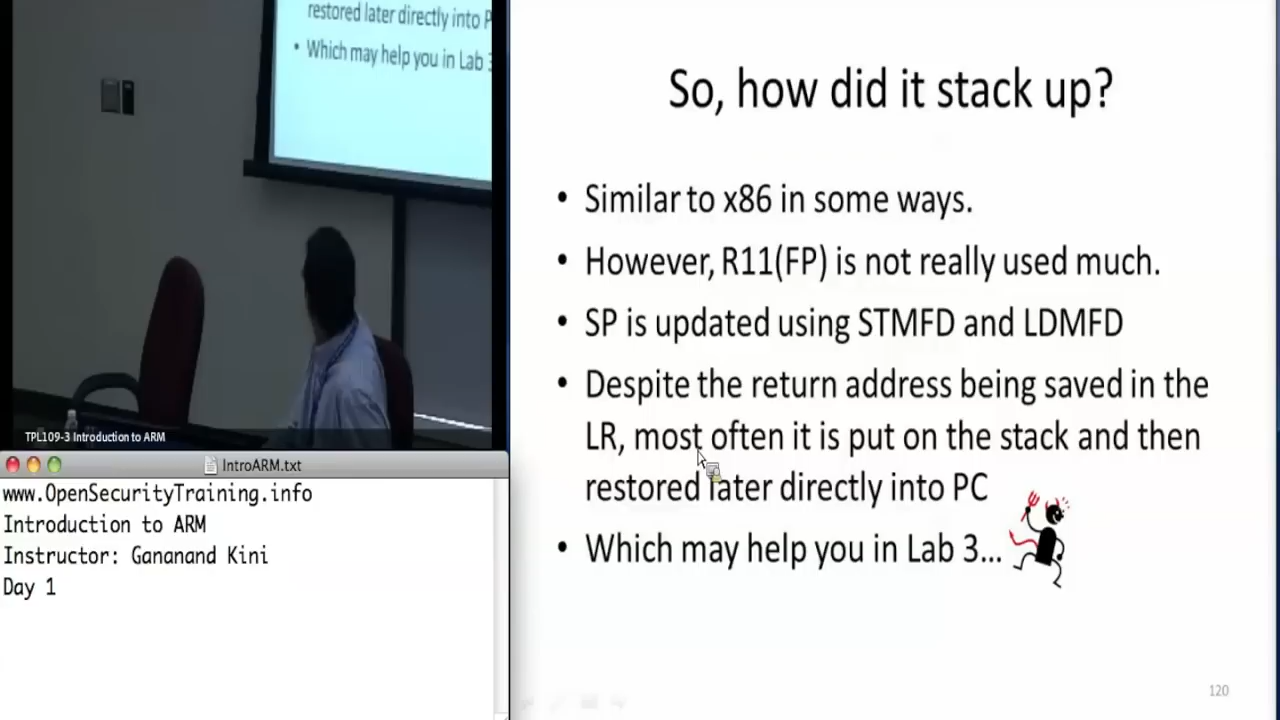 restored later directly into P
• Which may help you in Lab 3
TPL109-3 Introduction to ARM
IntroARM.txt
www.OpenSecurityTraining.info
Introduction to ARM
Instructor: Gananand Kini
Day 1
So, how did it stack up?
• Similar to x86 in some ways.
• However, R11(FP) is not really used much.
• SP is updated using STMFD and LDMFD
• Despite the return address being saved in the
LR, most often it is put on the stack and then
restored later directly into PC
• Which may help you in Lab 3...
120